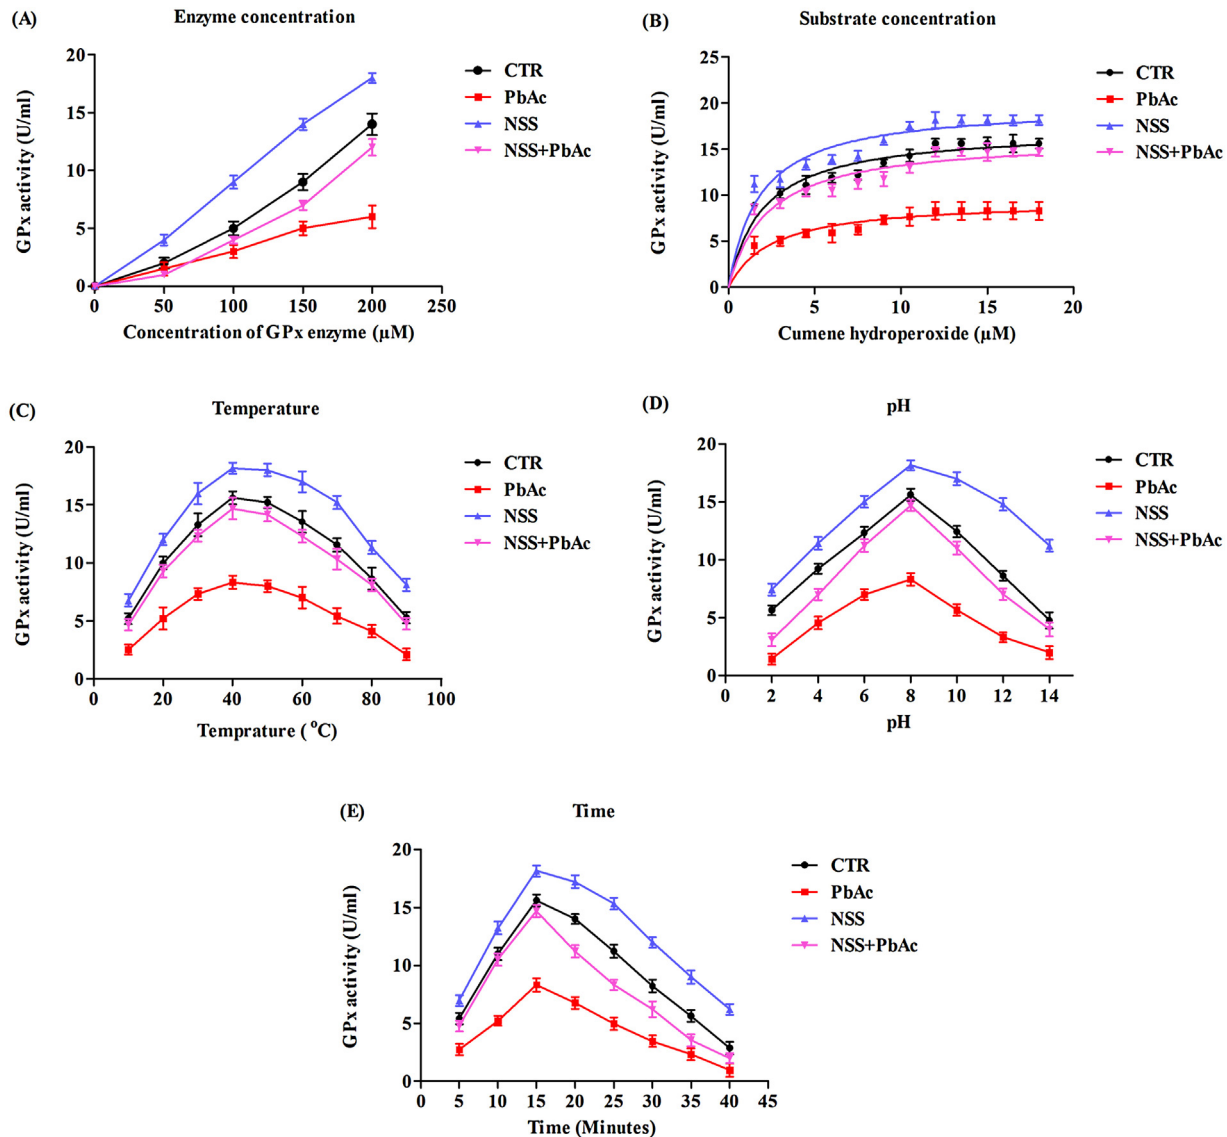 (A)
Enzyme concentration
GPx activity (U/ml)
20
15
10
5
0
0 50 100 150 200 250
Concentration of GPx enzyme (µM)
CTR
PbAc
NSS
NSS+PbAc
(B)
Substrate concentration
GPx activity (U/ml)
25
20
15
10
5
0
0 5 10 15 20
Cumene hydroperoxide (µM)
CTR
PbAc
NSS
NSS+PbAc
(C)
Temperature
GPx activity (U/ml)
20
15
10
5
0
0 20 40 60 80 100
Temprature ( °C)
CTR
PbAc
NSS
NSS+PbAc
(D)
pH
GPx activity (U/ml)
20
15
10
5
0
0 2 4 6 8 10 12 14
pH
CTR
PbAc
NSS
NSS+PbAc
(E)
Time
GPx activity (U/ml)
20
15
10
5
0
0 5 10 15 20 25 30 35 40 45
Time (Minutes)
CTR
PbAc
NSS
NSS+PbAc